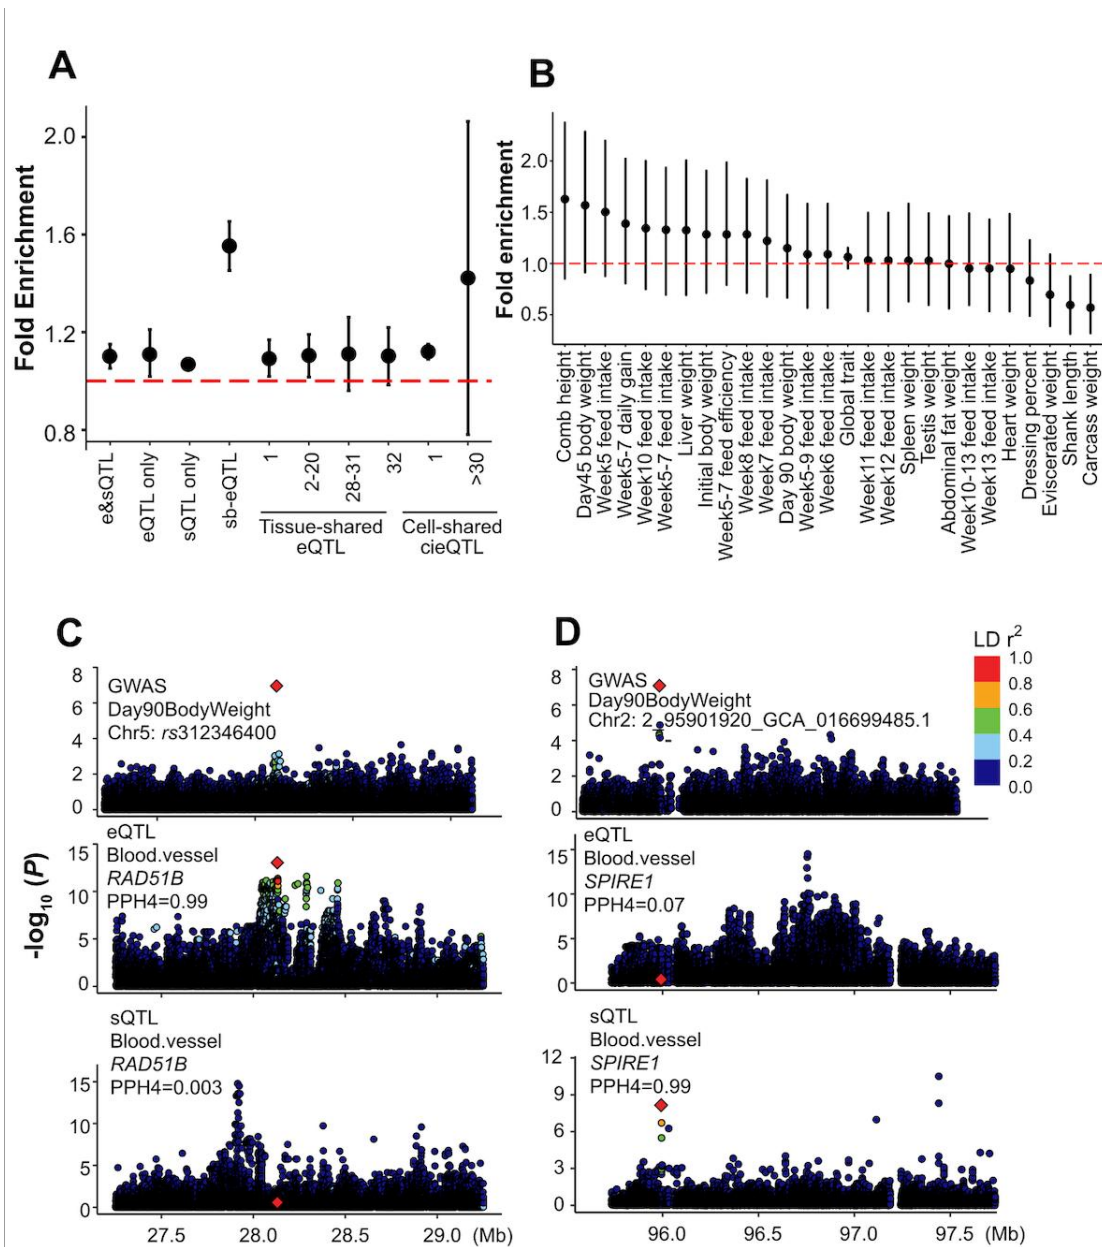 A
Fold Enrichment
2.0
1.6
1.2
0.8
e&sQTL
eQTL only
sQTL only
sb-eQTL
1
2-20
28-31
32
1
>30
Tissue-shared
eQTL
Cell-shared
cieQTL
B
Fold enrichment
2.0
1.5
1.0
0.5
Comb height
Day45 body weight
Week5 feed intake
Week5-7 daily gain
Week10 feed intake
Week5-7 feed intake
Liver weight
Initial body weight
Week5-7 feed efficiency
Week8 feed intake
Week7 feed intake
Day 90 body weight
Week5-9 feed intake
Week6 feed intake
Global trait
Week11 feed intake
Week12 feed intake
Spleen weight
Testis weight
Abdominal fat weight
Week10-13 feed intake
Week13 feed intake
Heart weight
Dressing percent
Eviscerated weight
Shank length
Carcass weight
C
-log10 (P)
8
6
4
2
0
GWAS
Day90BodyWeight
Chr5: rs312346400
15
10
5
0
eQTL
Blood.vessel
RAD51B
PPH4=0.99
15
10
5
0
sQTL
Blood.vessel
RAD51B
PPH4=0.003
27.5 28.0 28.5 29.0 (Mb)
D
8
6
4
2
0
GWAS
Day90BodyWeight
Chr2: 2_95901920_GCA_016699485.1
15
10
5
0
eQTL
Blood.vessel
SPIRE1
PPH4=0.07
12
9
6
3
0
sQTL
Blood.vessel
SPIRE1
PPH4=0.99
96.0 96.5 97.0 97.5 (Mb)
LD r2
1.0
0.8
0.6
0.4
0.2
0.0